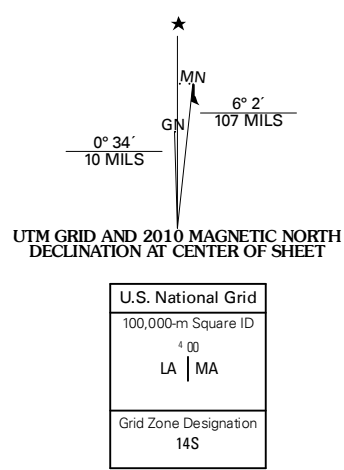 ★
MN
GN
6° 2´
107 MILS
0° 34´
10 MILS
UTM GRID AND 2010 MAGNETIC NORTH
DECLINATION AT CENTER OF SHEET
U.S. National Grid
100,000-m Square ID
4 00
LA | MA
Grid Zone Designation
14S